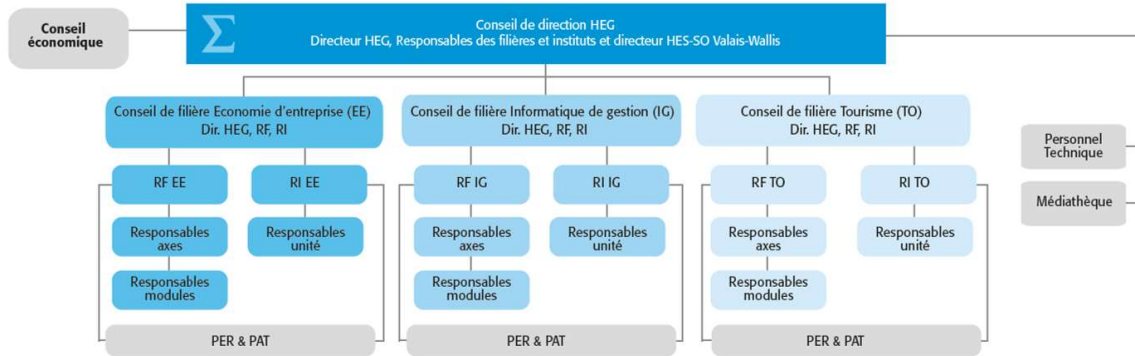 Conseil
économique
Σ
Conseil de direction HEG
Directeur HEG, Responsables des filières et instituts et directeur HES-SO Valais-Wallis
Conseil de filière Economie d'entreprise (EE)
Dir. HEG, RF, RI
Conseil de filière Informatique de gestion (IG)
Dir. HEG, RF, RI
Conseil de filière Tourisme (TO)
Dir. HEG, RF, RI
Personnel
Technique
Médiathèque
RF EE
RI EE
Responsables
axes
Responsables
unité
Responsables
modules
PER & PAT
RF IG
RI IG
Responsables
axes
Responsables
unité
Responsables
modules
PER & PAT
RF TO
RI TO
Responsables
axes
Responsables
unité
Responsables
modules
PER & PAT